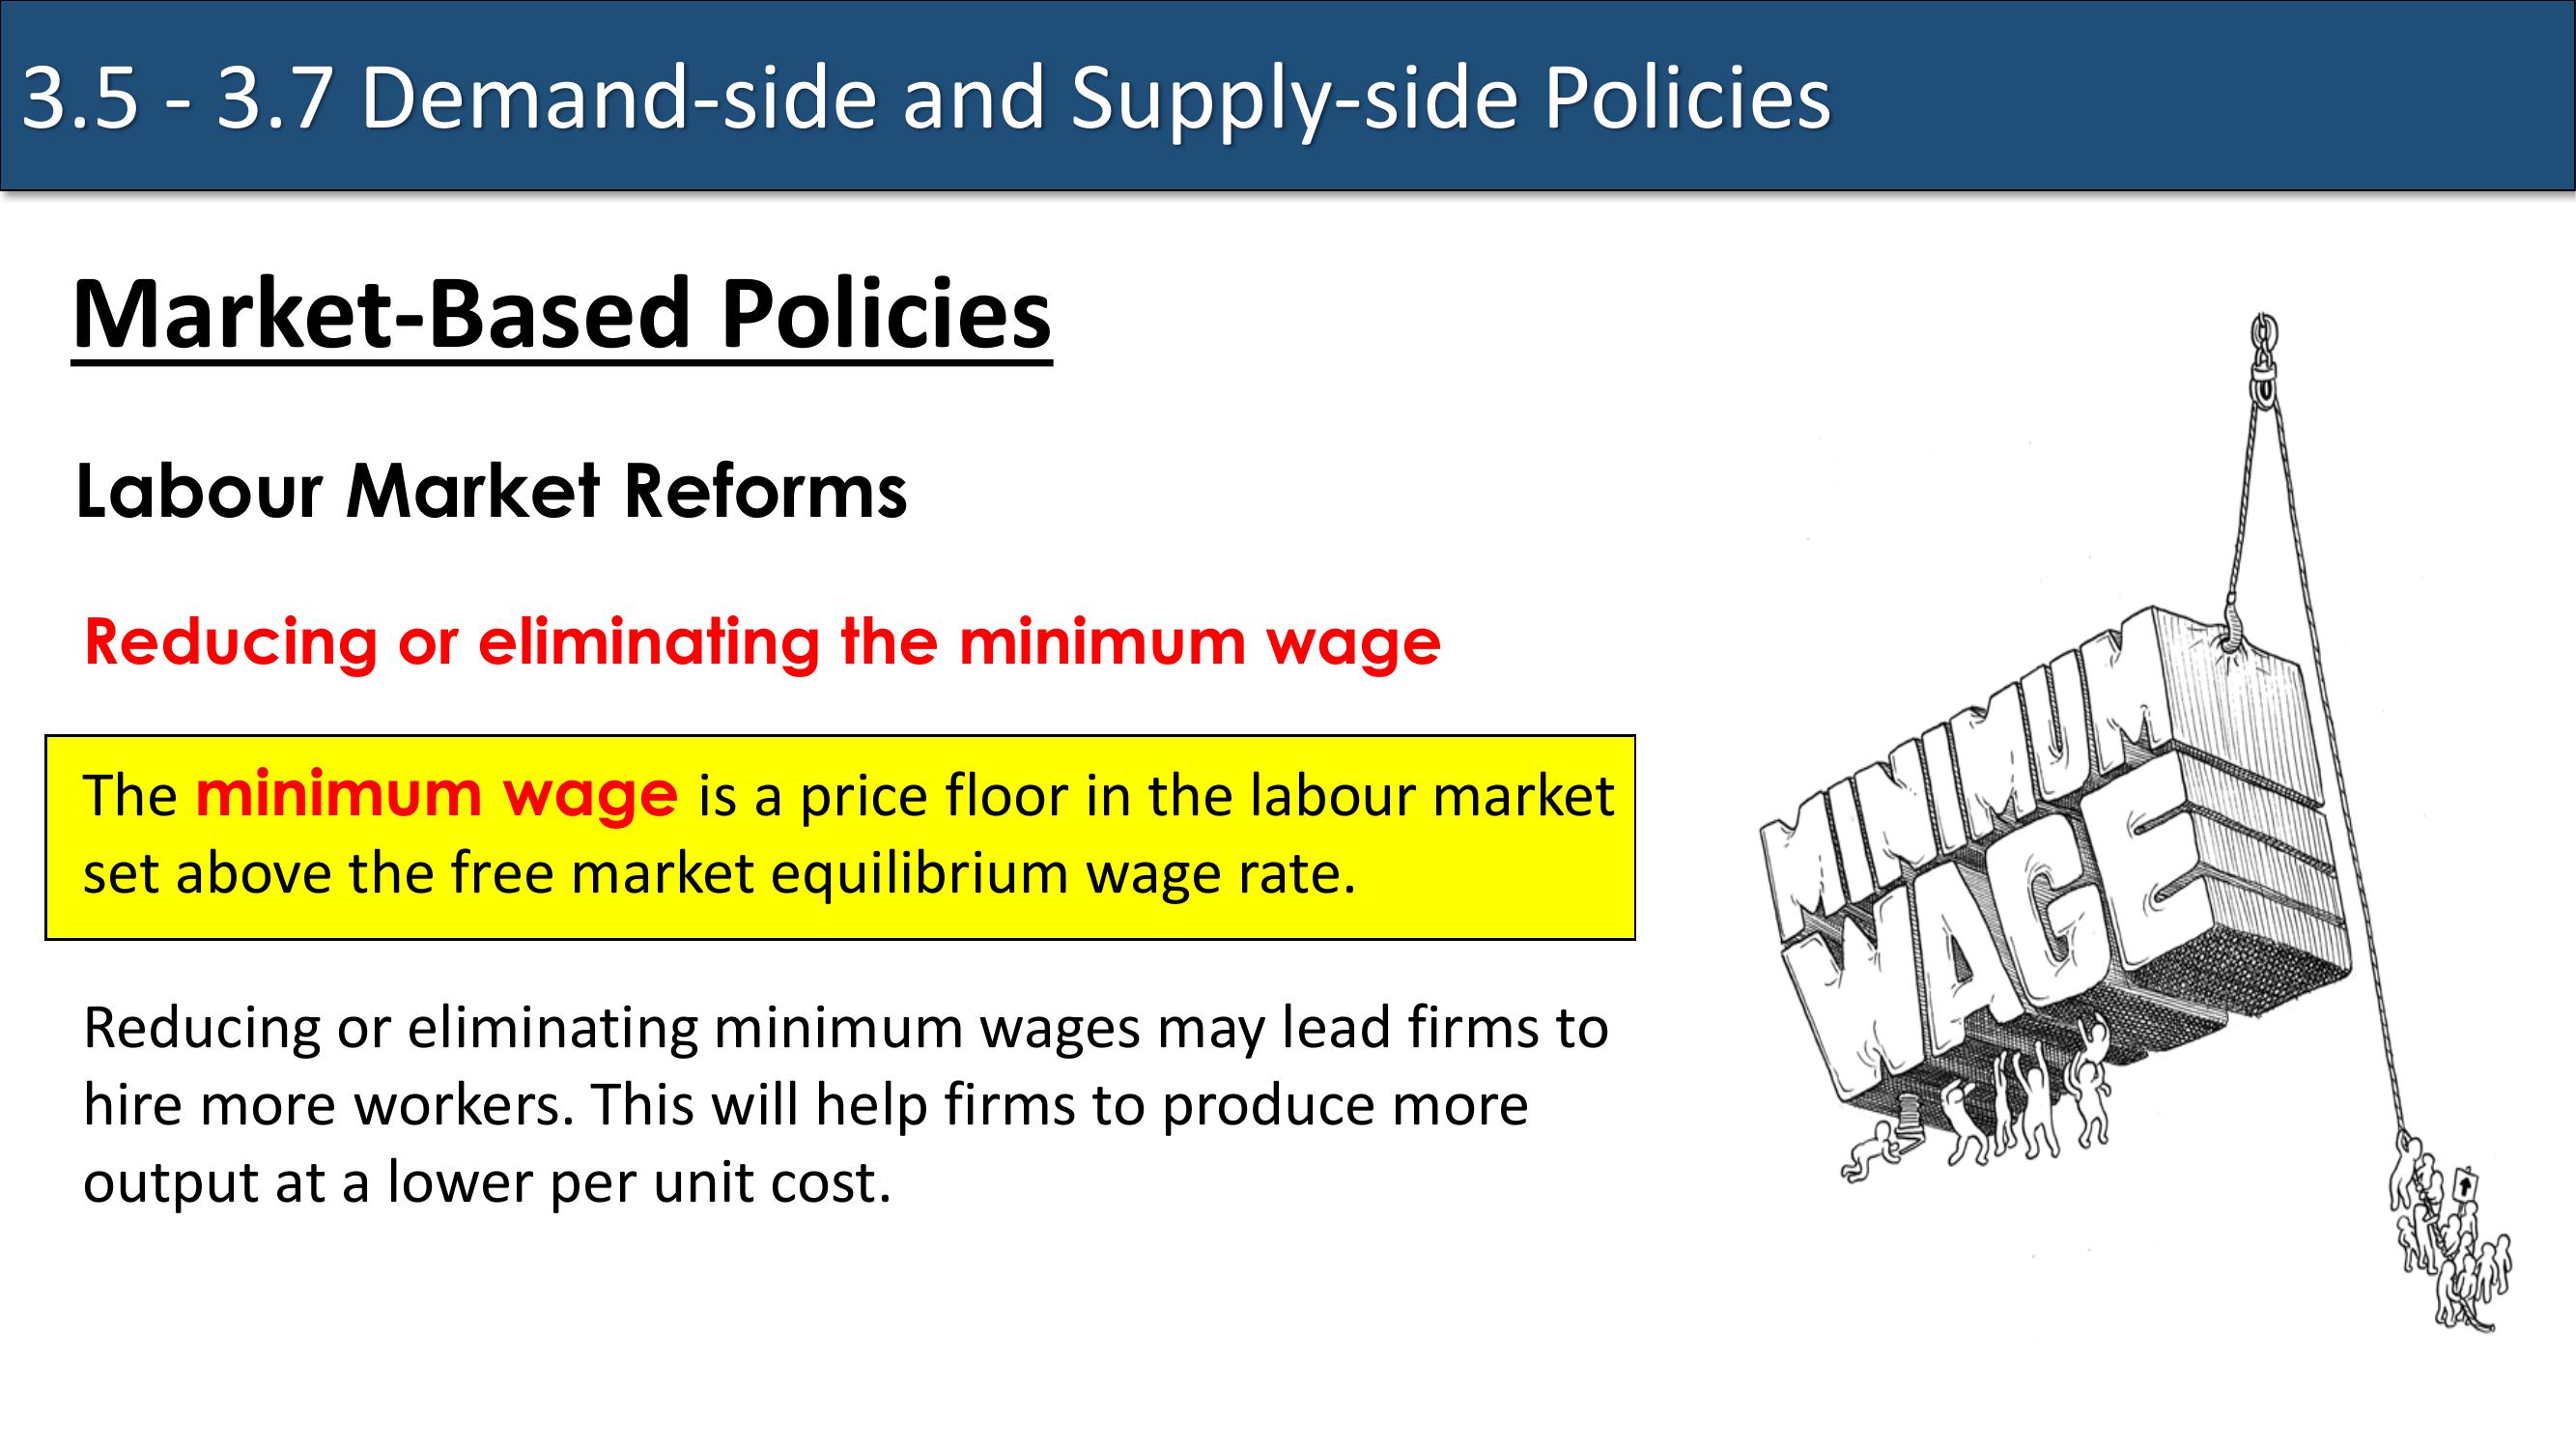 3.5 - 3.7 Demand-side and Supply-side Policies
Market-Based Policies
Labour Market Reforms
Reducing or eliminating the minimum wage
The minimum wage is a price floor in the labour market
set above the free market equilibrium wage rate.
Reducing or eliminating minimum wages may lead firms to
hire more workers. This will help firms to produce more
output at a lower per unit cost.
MINIMUM
WAGE